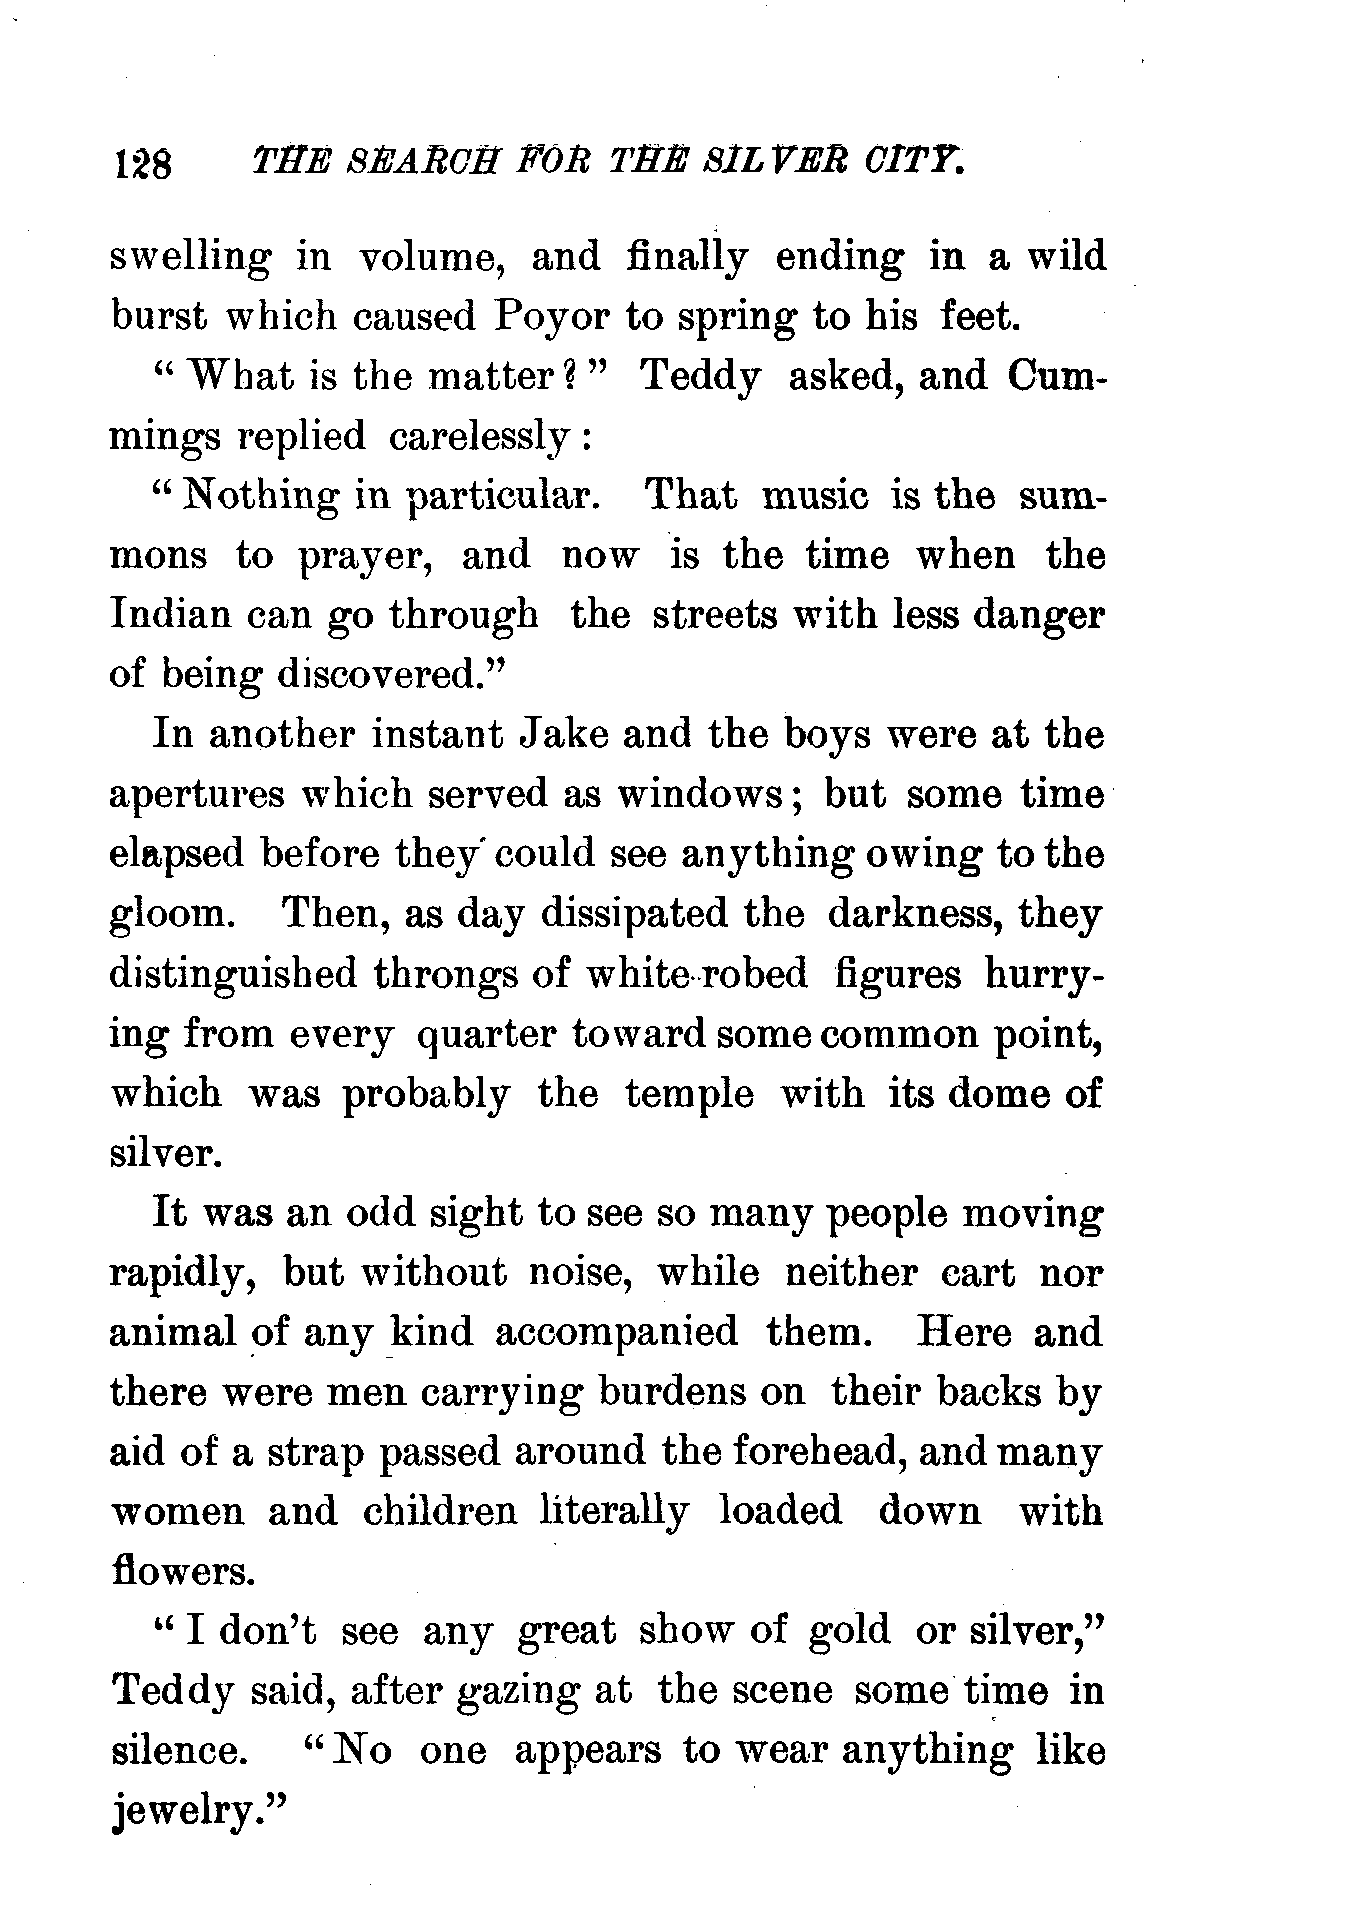 128 THE SEARCH FOR THE SILVER CITY.
swelling in volume, and finally ending in a wild
burst which caused Poyor to spring to his feet.
"What is the matter?" Teddy asked, and Cum-
mings replied carelessly:
"Nothing in particular. That music is the sum-
mons to prayer, and now is the time when the
Indian can go through the streets with less danger
of being discovered."
In another instant Jake and the boys were at the
apertures which served as windows; but some time
elapsed before they could see anything owing to the
gloom. Then, as day dissipated the darkness, they
distinguished throngs of white-robed figures hurry-
ing from every quarter toward some common point,
which was probably the temple with its dome of
silver.
It was an odd sight to see so many people moving
rapidly, but without noise, while neither cart nor
animal of any kind accompanied them. Here and
there were men carrying burdens on their backs by
aid of a strap passed around the forehead, and many
women and children literally loaded down with
flowers.
"I don't see any great show of gold or silver,"
Teddy said, after gazing at the scene some time in
silence. "No one appears to wear anything like
jewelry."